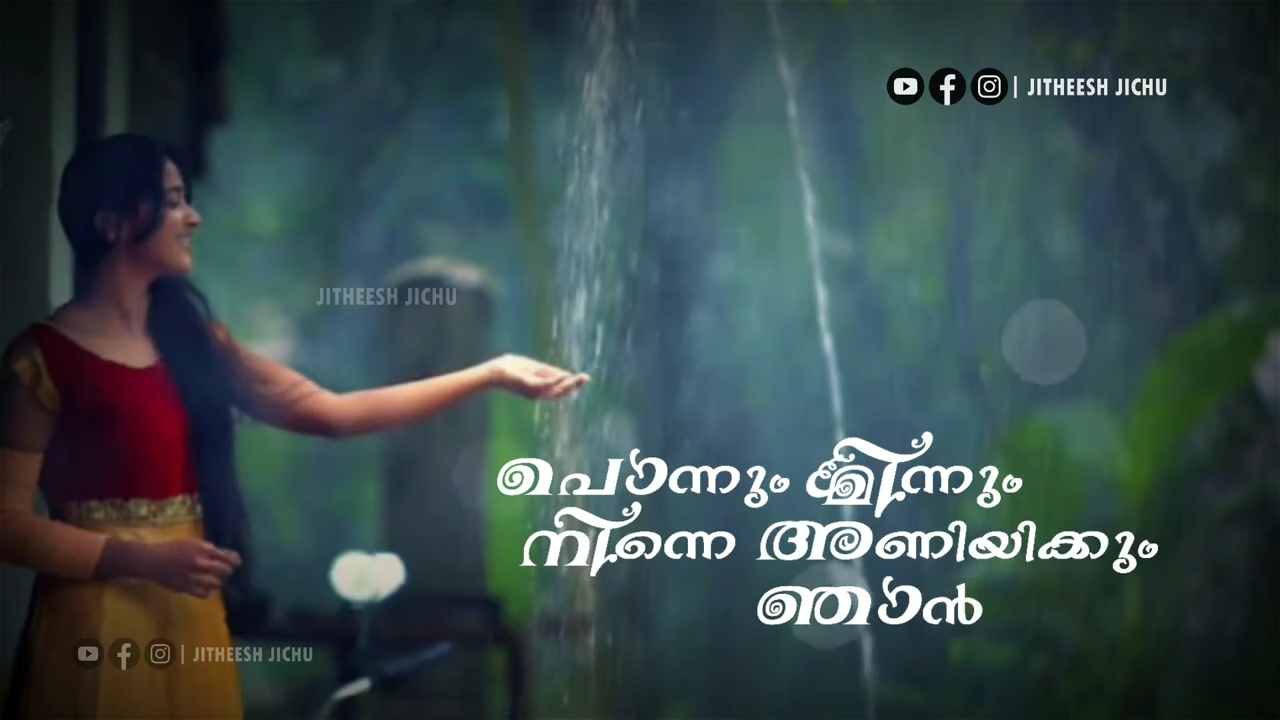 | JITHEESH JICHU
JITHEESH JICHU
പൊന്നും മ്മിന്നും
നിന്നെ അണിയിക്കും
ഞാൻ
| JITHEESH JICHU